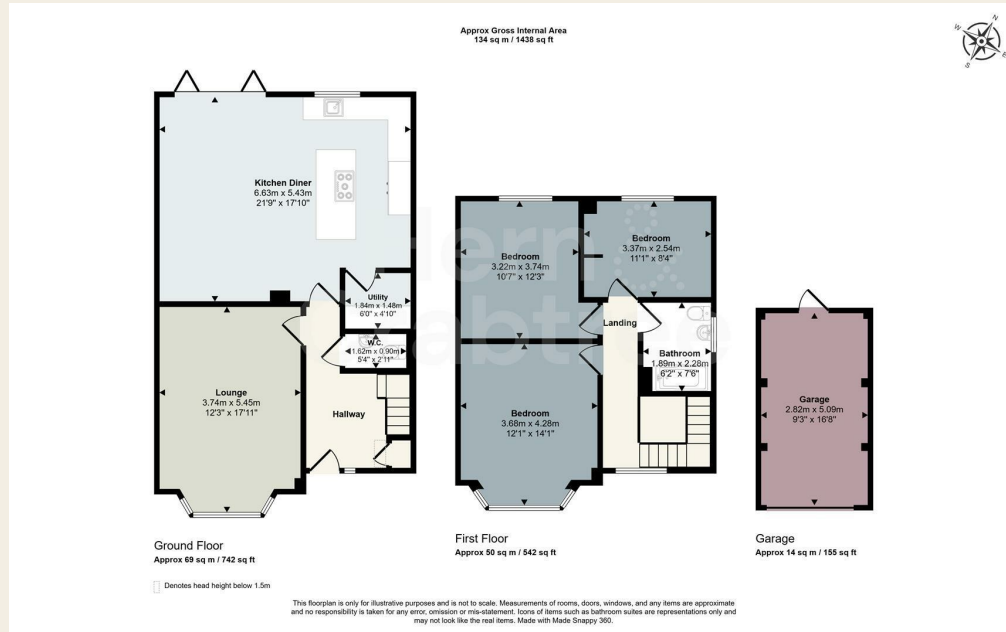 Approx Gross Internal Area
134 sq m / 1438 sq ft
N
W
E
S
Kitchen Diner
6.63m x 5.43m
21'9" x 17'10"
Utility
1.84m x 1.48m
6'0" x 4'10"
W.C.
1.62m x 0.90m
5'4" x 2'11"
Lounge
3.74m x 5.45m
12'3" x 17'11"
Hallway
Ground Floor
Approx 69 sq m / 742 sq ft
Denotes head height below 1.5m
Bedroom
3.22m x 3.74m
10'7" x 12'3"
Bedroom
3.37m x 2.54m
11'1" x 8'4"
Landing
Bathroom
1.89m x 2.28m
6'2" x 7'6"
Bedroom
3.68m x 4.28m
12'1" x 14'1"
First Floor
Approx 50 sq m / 542 sq ft
Garage
2.82m x 5.09m
9'3" x 16'8"
Garage
Approx 14 sq m / 155 sq ft
This floorplan is only for illustrative purposes and is not to scale. Measurements of rooms, doors, windows, and any items are approximate
and no responsibility is taken for any error, omission or mis-statement. Icons of items such as bathroom suites are representations only and
may not look like the real items. Made with Made Snappy 360.